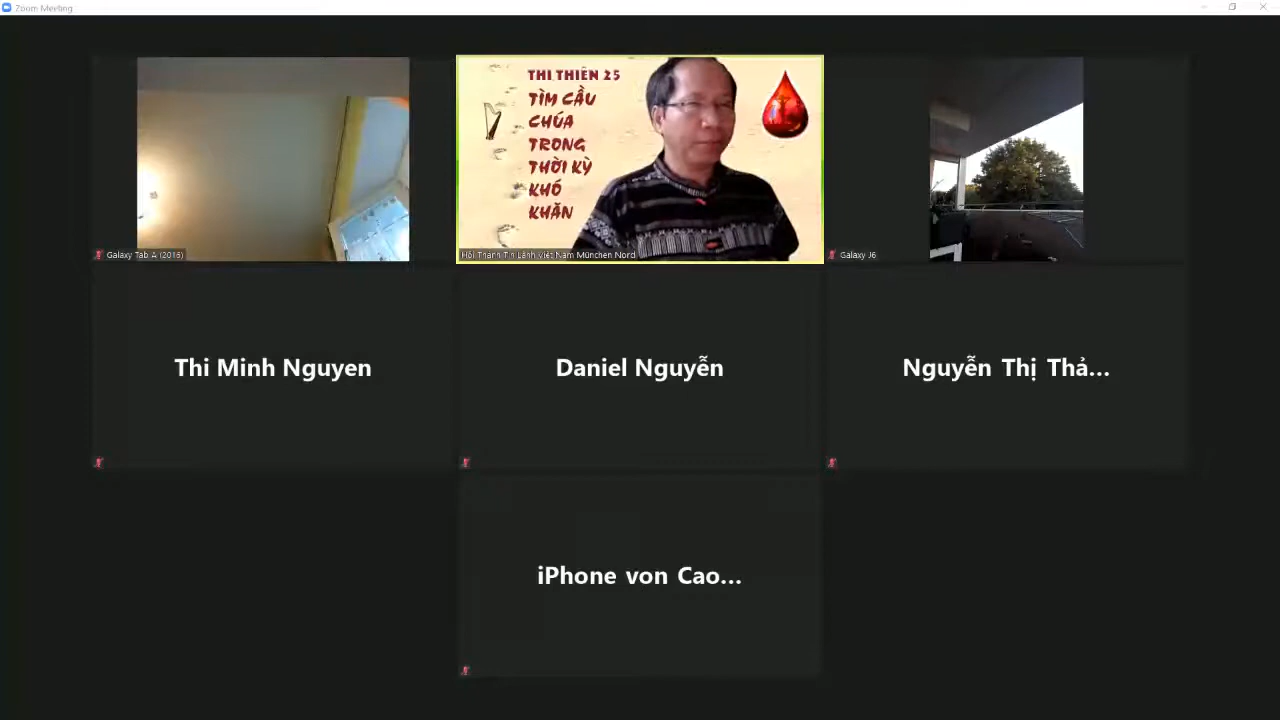 Zoom Meeting
THI THIÊN 25
TÌM CẦU
CHÚA
TRONG
THỜI KỲ
KHÓ
KHĂN
Galaxy Tab A (2016)
Hội Thánh Tin Lành Việt Nam München Nord
Galaxy J6
Thi Minh Nguyen
Daniel Nguyễn
Nguyễn Thị Thả...
iPhone von Cao...